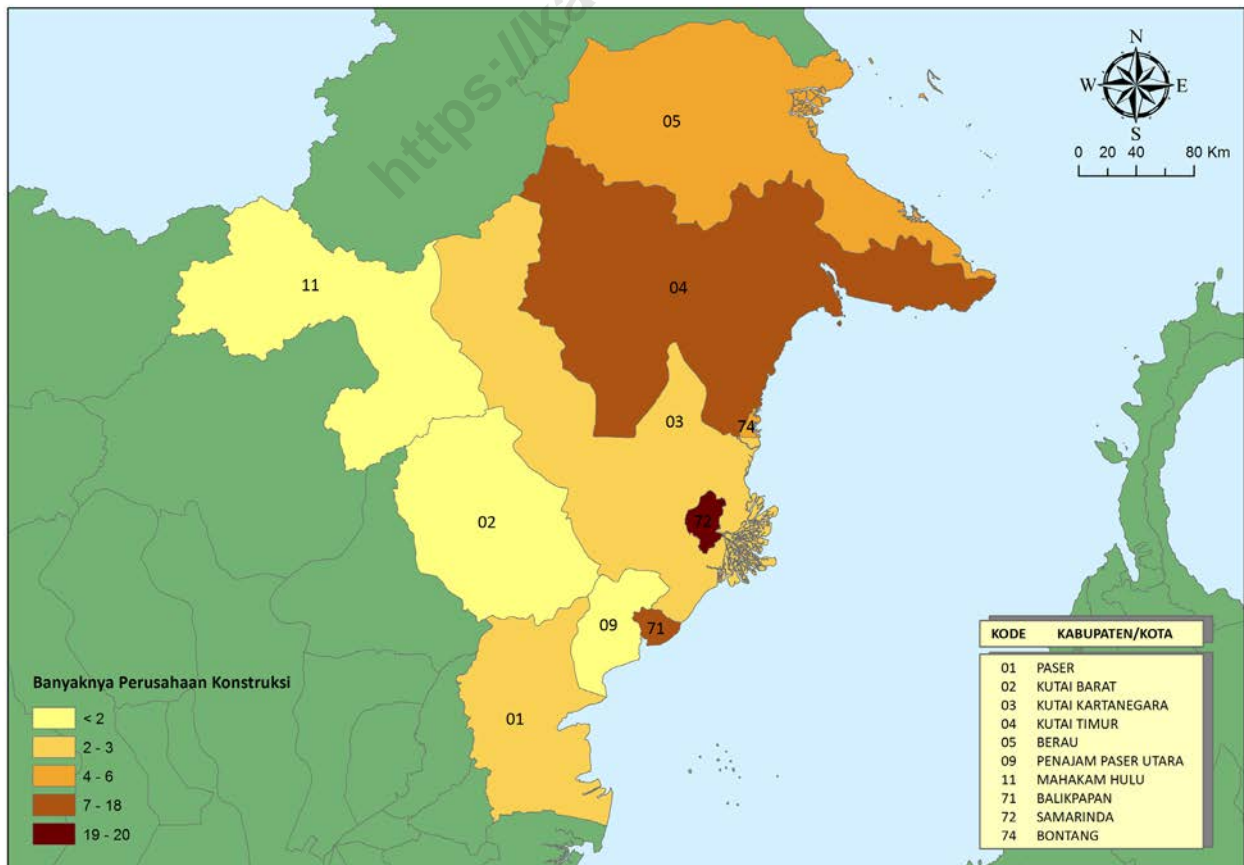 https://ka
N
W E
S
0 20 40 80 Km
05
11
04
03
74
02
72
09
71
01
Banyaknya Perusahaan Konstruksi
< 2
2 - 3
4 - 6
7 - 18
19 - 20
KODE KABUPATEN/KOTA
01 PASER
02 KUTAI BARAT
03 KUTAI KARTANEGARA
04 KUTAI TIMUR
05 BERAU
09 PENAJAM PASER UTARA
11 MAHAKAM HULU
71 BALIKPAPAN
72 SAMARINDA
74 BONTANG